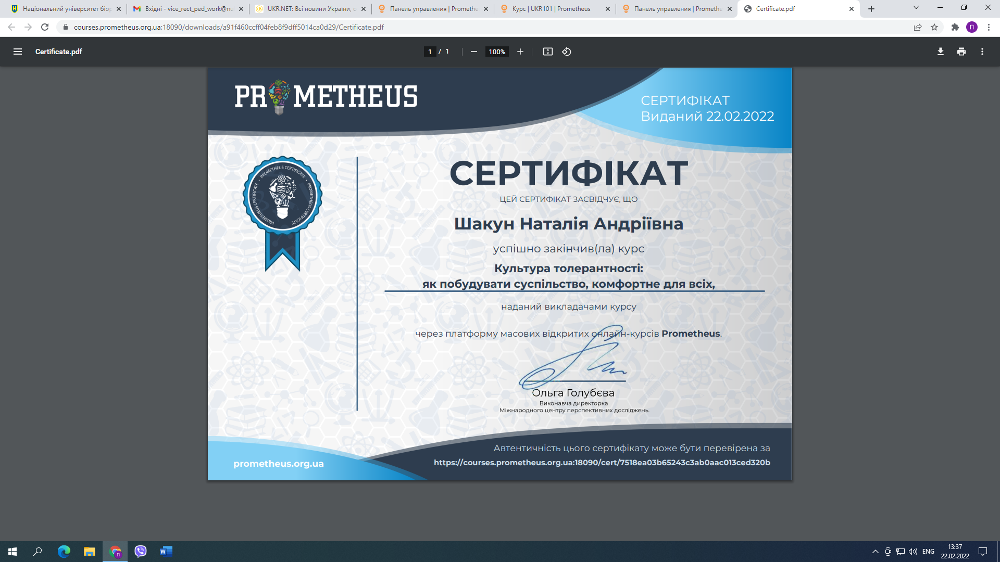 Національний університет біор
Вхідні - vice_rect_ped_work@nu
UKR.NET: Всі новини України, о
Панель управления | Promethe
Курс | UKR101 | Prometheus
Панель управления | Promethe
Certificate.pdf
courses.prometheus.org.ua:18090/downloads/a91f460ccff04feb8f9dff5014ca0d29/Certificate.pdf
П
Certificate.pdf
1 / 1
100%
PROMETHEUS
СЕРТИФІКАТ
Виданий 22.02.2022
PROMETHEUS CERTIFICATE • PROMETHEUS CERTIFICATE • PROMETHEUS CERTIFICATE
СЕРТИФІКАТ
ЦЕЙ СЕРТИФІКАТ ЗАСВІДЧУЄ, ЩО
Шакун Наталія Андріївна
успішно закінчив(ла) курс
Культура толерантності:
як побудувати суспільство, комфортне для всіх,
наданий викладачами курсу
через платформу масових відкритих онлайн-курсів Prometheus.
Ольга Голубєва
Виконавча директорка
Міжнародного центру перспективних досліджень.
Автентичність цього сертифікату може бути перевірена за
prometheus.org.ua
https://courses.prometheus.org.ua:18090/cert/7518ea03b65243c3ab0aac013ced320b
ENG
13:37
22.02.2022